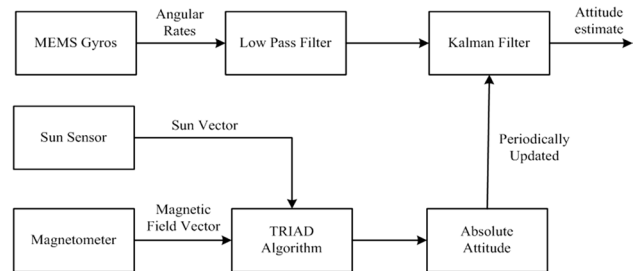 MEMS Gyros
Angular
Rates
Low Pass Filter
Kalman Filter
Attitude
estimate
Sun Sensor
Sun Vector
Periodically
Updated
Magnetometer
Magnetic
Field Vector
TRIAD
Algorithm
Absolute
Attitude